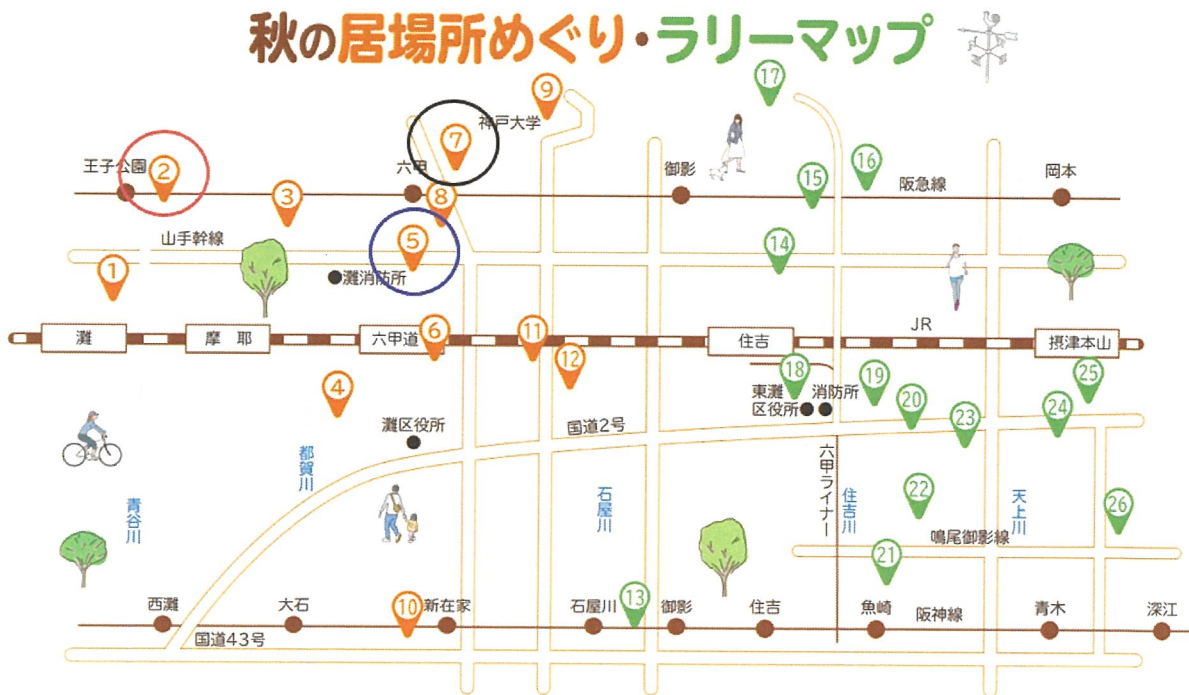 秋の居場所めぐり・ラリーマップ
17
9
神戸大学
7
王子公園
2
六甲
御影
16
岡本
3
8
15
阪急線
山手幹線
5
14
1
灘消防所
JR
灘
摩耶
六甲道
6
11
住吉
摂津本山
12
18
19
25
4
東灘
区役所
消防所
20
23
24
灘区役所
国道2号
都賀川
六甲ライナー
青谷川
石屋川
住吉川
22
天上川
26
鳴尾御影線
21
西灘
大石
10
新在家
石屋川
13
御影
住吉
魚崎
阪神線
青木
深江
国道43号